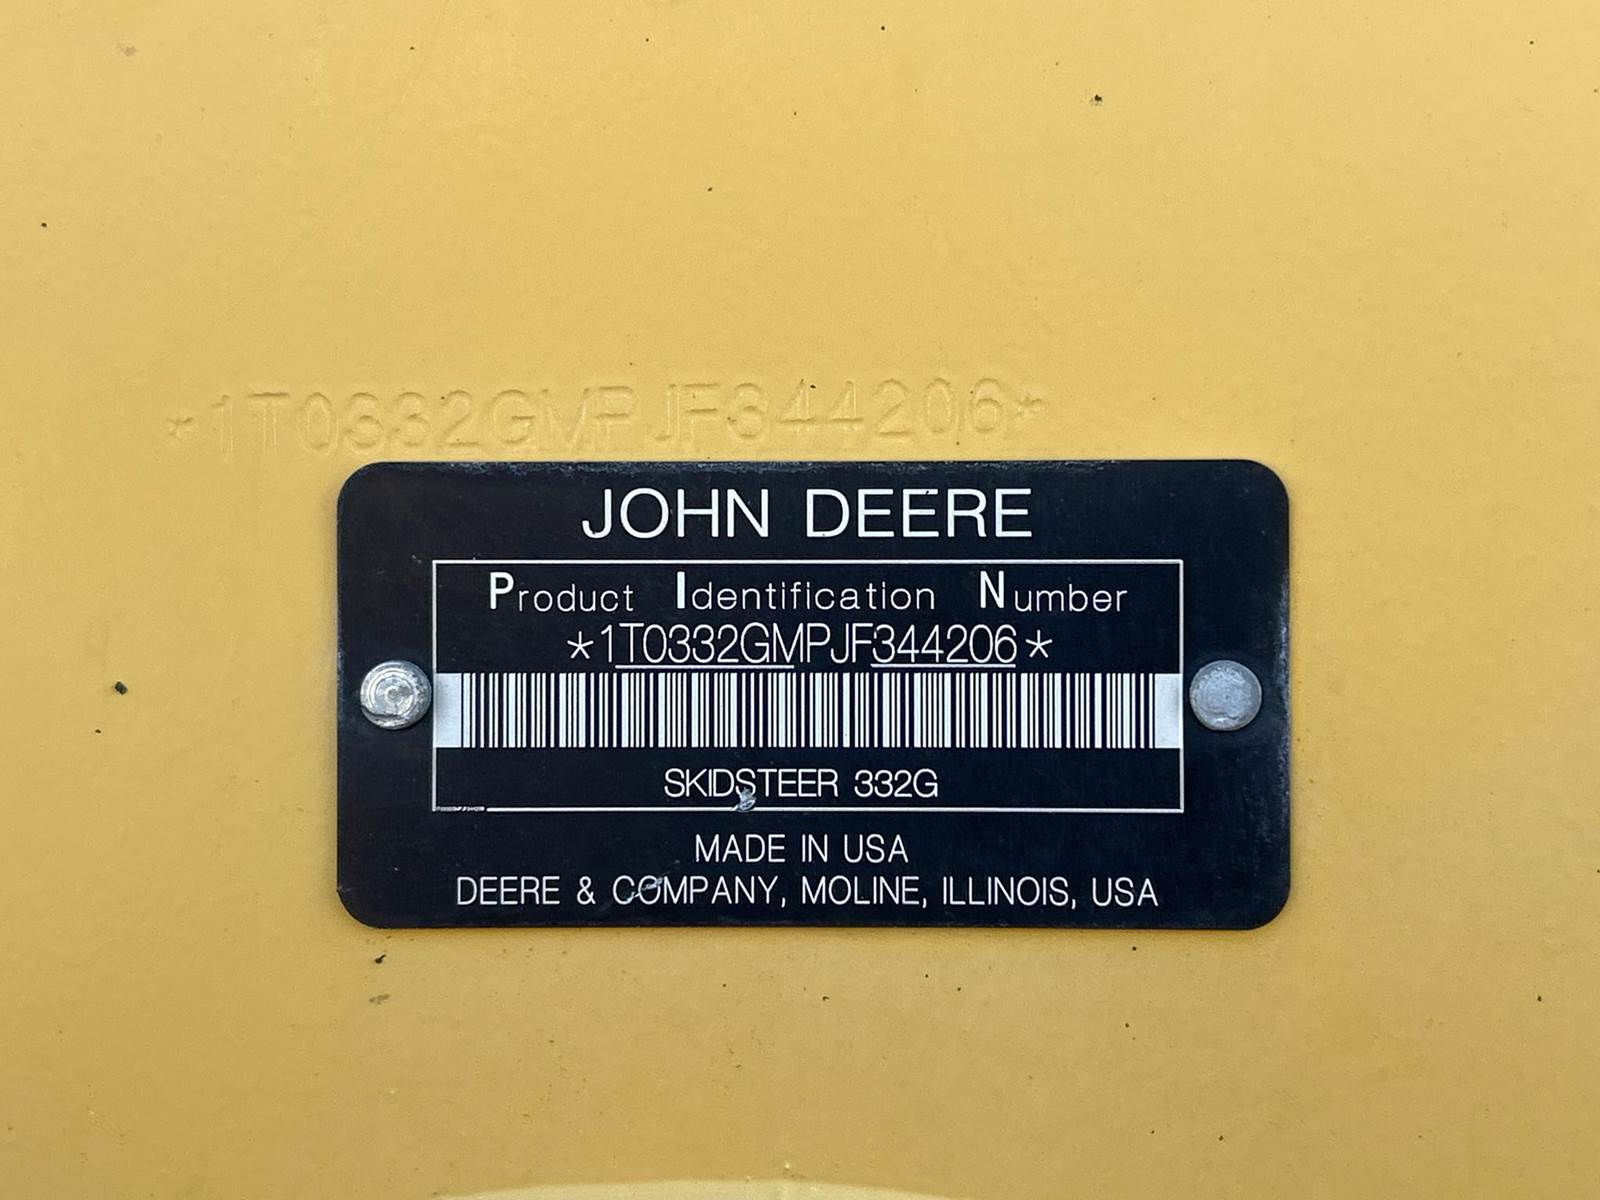 *1T0332GMPJF344206*
JOHN DEERE
Product Identification Number
*1T0332GMPJF344206*
SKIDSTEER 332G
MADE IN USA
DEERE & COMPANY, MOLINE, ILLINOIS, USA